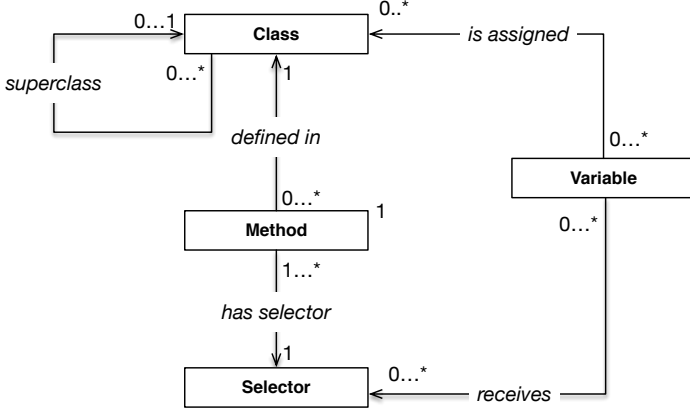 0...1
Class
0..*
is assigned
superclass
0...*
1
defined in
0...*
Variable
0...*
0...*
1
Method
1...*
has selector
1
Selector
0...*
receives